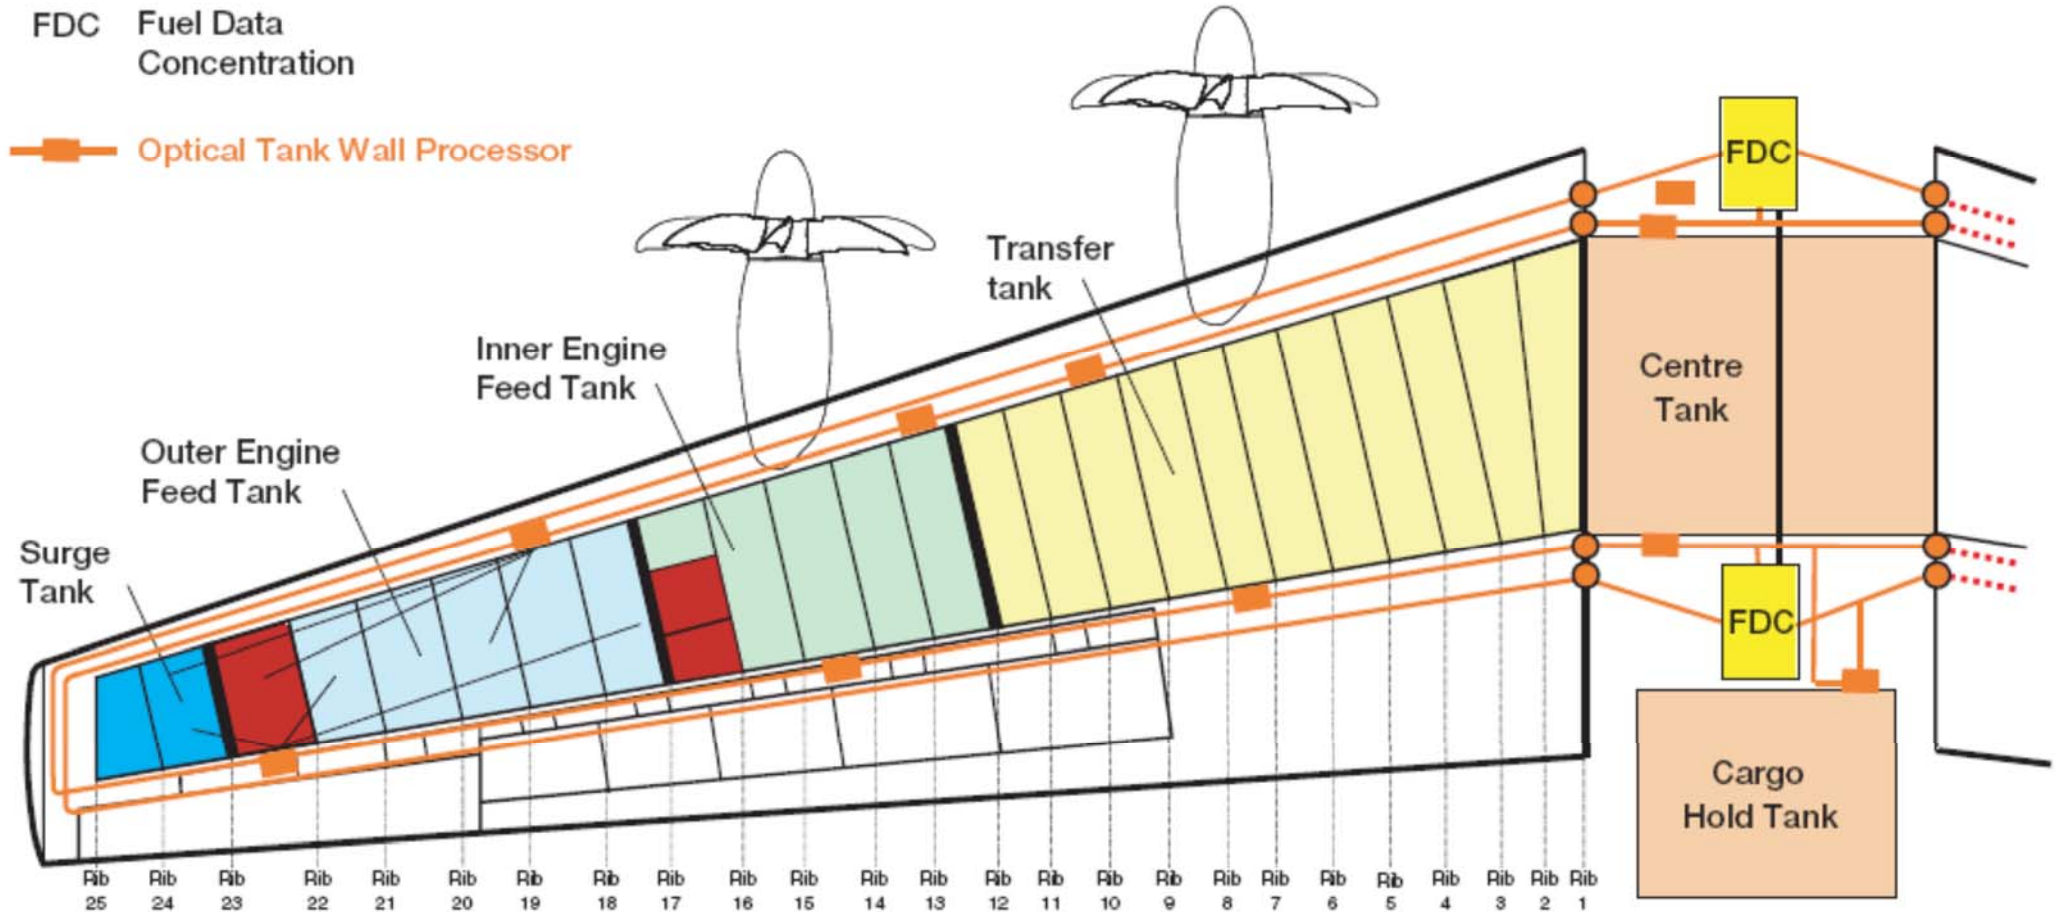 FDC Fuel Data
Concentration
Optical Tank Wall Processor
FDC
Transfer
tank
Inner Engine
Feed Tank
Centre
Tank
Outer Engine
Feed Tank
Surge
Tank
FDC
Cargo
Hold Tank
Rib Rib Rib Rib Rib Rib Rib Rib Rib Rib Rib Rib Rib Rib Rib Rib Rib Rib Rib Rib Rib Rib Rib Rib Rib
25 24 23 22 21 20 19 18 17 16 15 14 13 12 11 10 9 8 7 6 5 4 3 2 1